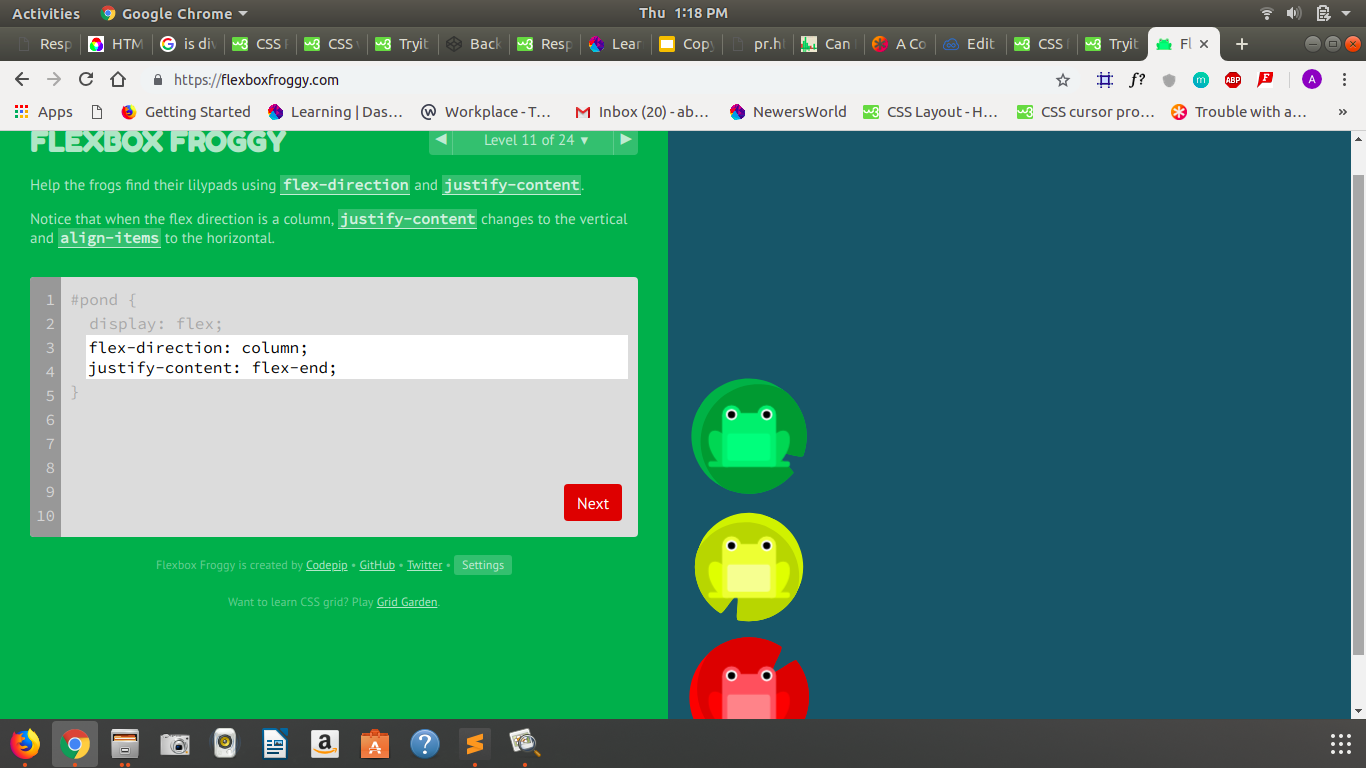 Activities Google Chrome ▾ Thu 1:18 PM
Resp HTM is div CSS CSS Tryit Back Resp Lear Copy pr.h Can A Co Edit CSS Tryit Fl
https://flexboxfroggy.com f? m ABP F A
Apps Getting Started Learning | Das… Workplace - T… Inbox (20) - ab… NewersWorld CSS Layout - H… CSS cursor pro… Trouble with a… »
FLEXBOX FROGGY
◀ Level 11 of 24 ▾ ▶
Help the frogs find their lilypads using flex-direction and justify-content.
Notice that when the flex direction is a column, justify-content changes to the vertical
and align-items to the horizontal.
1 #pond {
2 display: flex;
3 flex-direction: column;
4 justify-content: flex-end;
5 }
6
7
8
9
10
Next
Flexbox Froggy is created by Codepip • GitHub • Twitter • Settings
Want to learn CSS grid? Play Grid Garden.